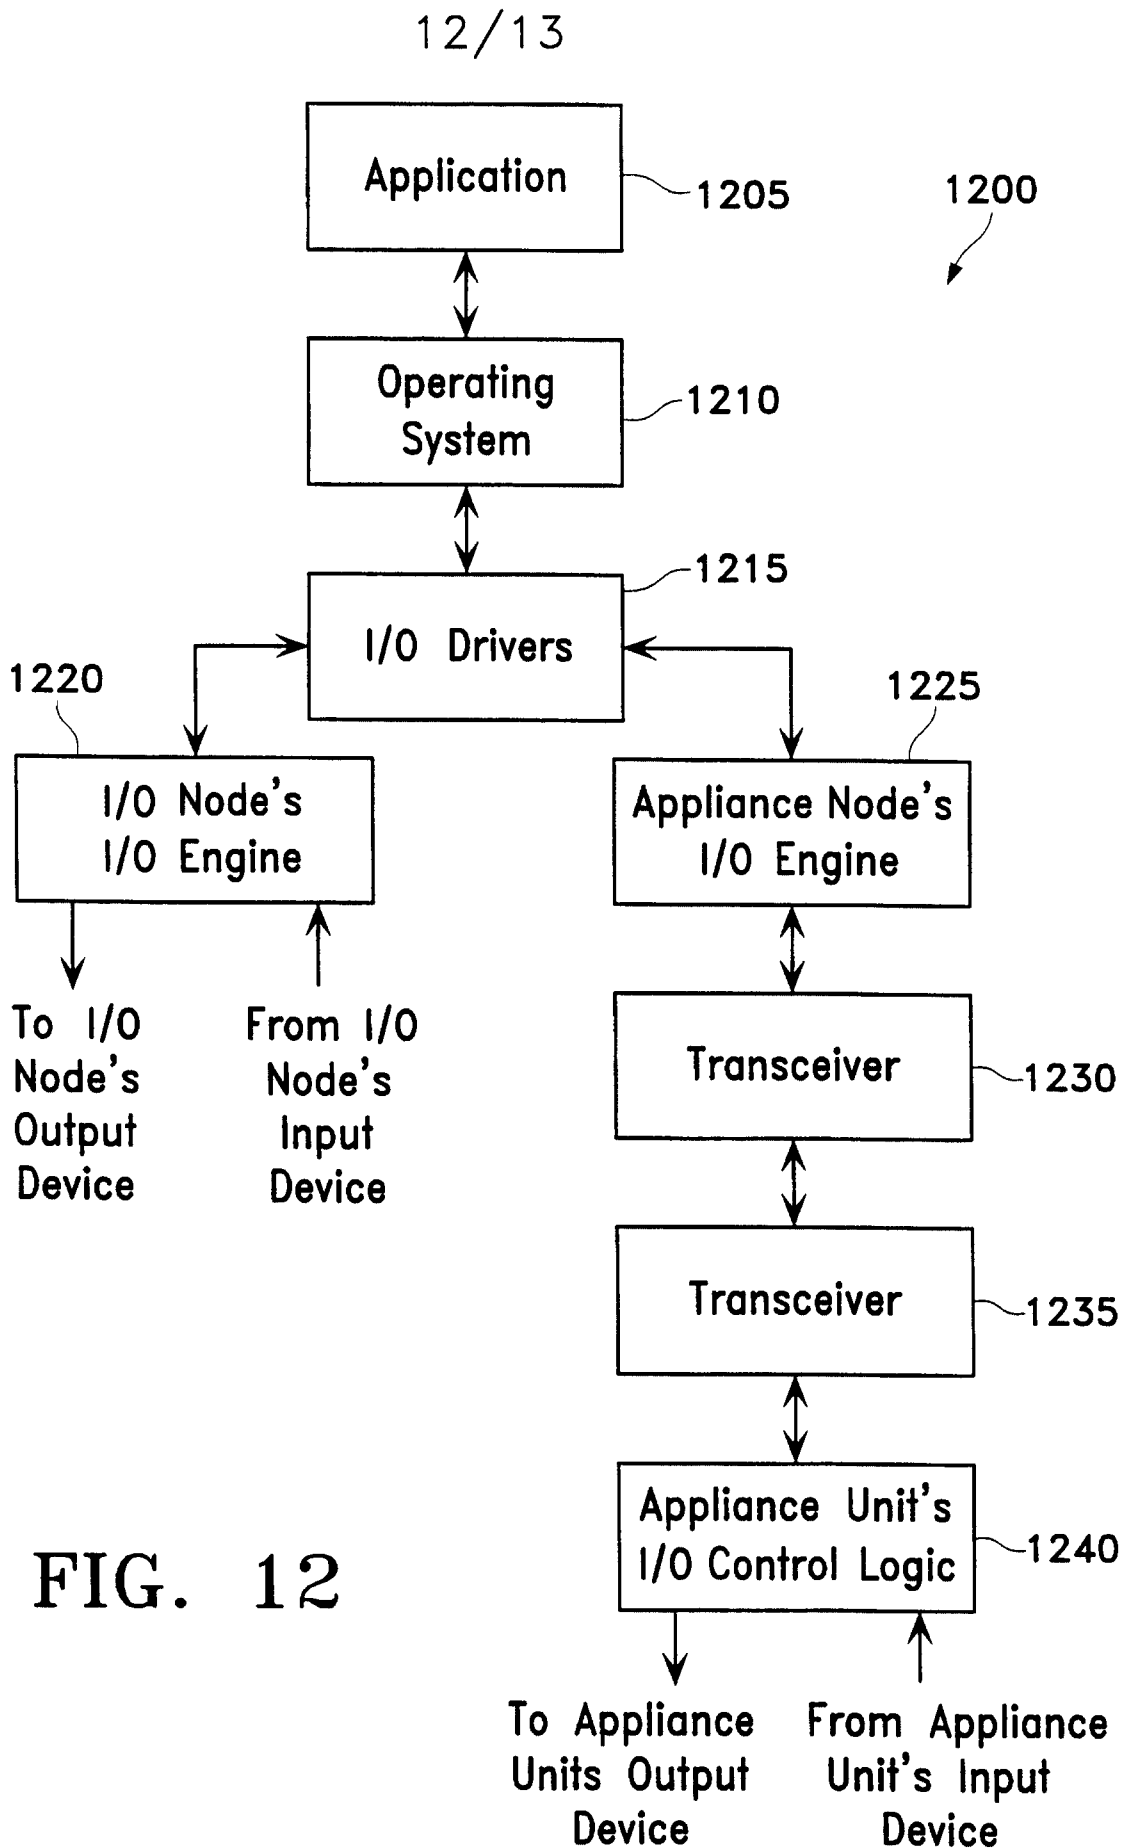 12/13
Application
1205
1200
Operating
System
1210
1215
I/O Drivers
1220
1225
I/O Node's
I/O Engine
Appliance Node's
I/O Engine
To I/O
Node's
Output
Device
From I/O
Node's
Input
Device
Transceiver
1230
Transceiver
1235
Appliance Unit's
I/O Control Logic
1240
FIG. 12
To Appliance
Units Output
Device
From Appliance
Unit's Input
Device